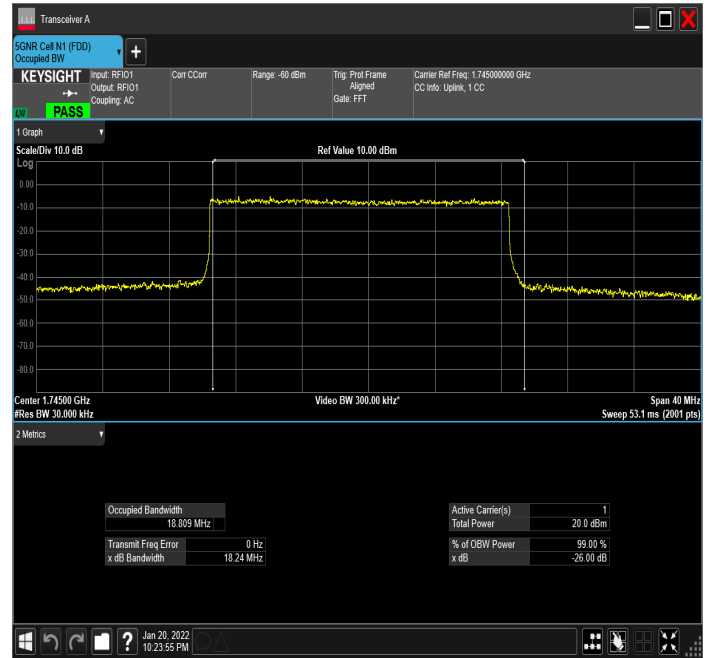 Transceiver A
5GNR Cell N1 (FDD)
Occupied BW
+
KEYSIGHT Input: RFIO1 Corr CCorr Range: -60 dBm Trig: Prot Frame Carrier Ref Freq: 1.745000000 GHz
Output: RFIO1 Aligned CC Info: Uplink, 1 CC
Coupling: AC Gate: FFT
LXI PASS
1 Graph
Scale/Div 10.0 dB Ref Value 10.00 dBm
Log
0.00
-10.0
-20.0
-30.0
-40.0
-50.0
-60.0
-70.0
-80.0
Center 1.74500 GHz Video BW 300.00 kHz* Span 40 MHz
#Res BW 30.000 kHz Sweep 53.1 ms (2001 pts)
2 Metrics
Occupied Bandwidth Active Carrier(s) 1
18.809 MHz Total Power 20.0 dBm
Transmit Freq Error 0 Hz % of OBW Power 99.00 %
x dB Bandwidth 18.24 MHz x dB -26.00 dB
? Jan 20, 2022
10:23:55 PM